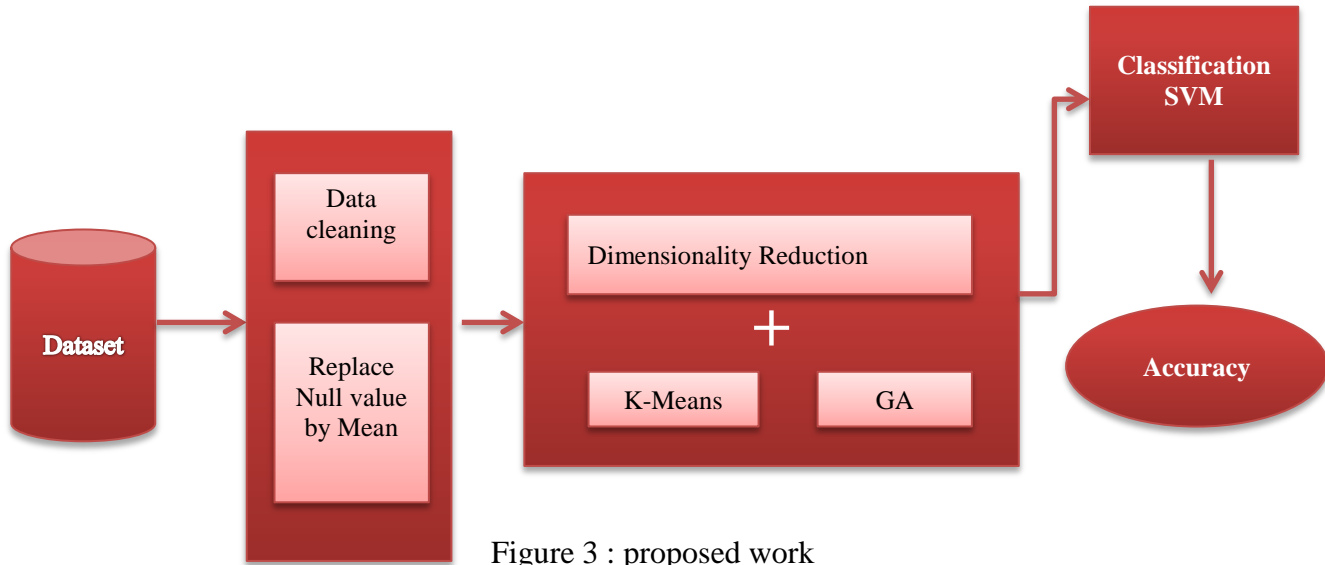 Dataset
Data
cleaning
Replace
Null value
by Mean
Dimensionality Reduction
+
K-Means
GA
Classification
SVM
Accuracy
Figure 3 : proposed work